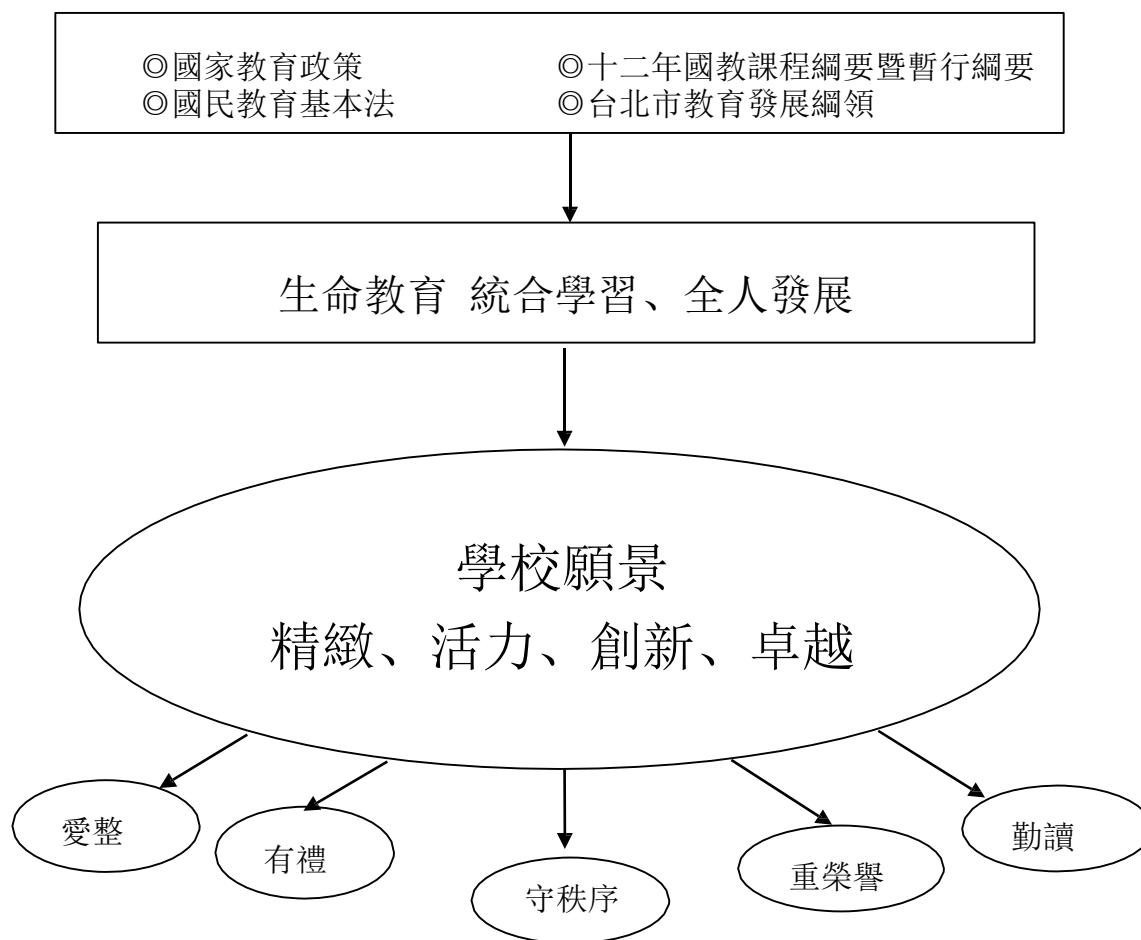 ◎國家教育政策 ◎十二年國教課程綱要暨暫行綱要
◎國民教育基本法 ◎台北市教育發展綱領
生命教育 統合學習、全人發展
學校願景
精緻、活力、創新、卓越
愛整
有禮
守秩序
重榮譽
勤讀